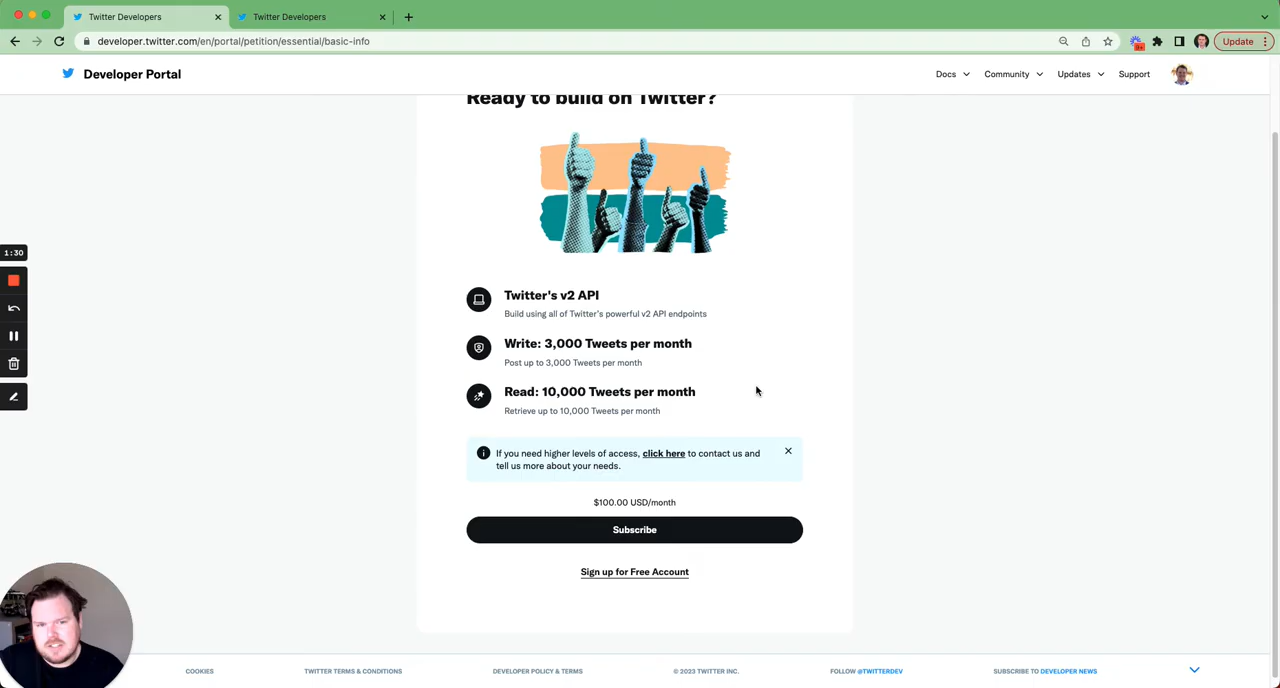 Twitter Developers
Twitter Developers
developer.twitter.com/en/portal/petition/essential/basic-info
9+
Update
Developer Portal
Docs
Community
Updates
Support
Ready to build on Twitter?
1:30
Twitter's v2 API
Build using all of Twitter's powerful v2 API endpoints
Write: 3,000 Tweets per month
Post up to 3,000 Tweets per month
Read: 10,000 Tweets per month
Retrieve up to 10,000 Tweets per month
If you need higher levels of access, click here to contact us and
tell us more about your needs.
$100.00 USD/month
Subscribe
Sign up for Free Account
COOKIES
TWITTER TERMS & CONDITIONS
DEVELOPER POLICY & TERMS
© 2023 TWITTER INC.
FOLLOW @TWITTERDEV
SUBSCRIBE TO DEVELOPER NEWS